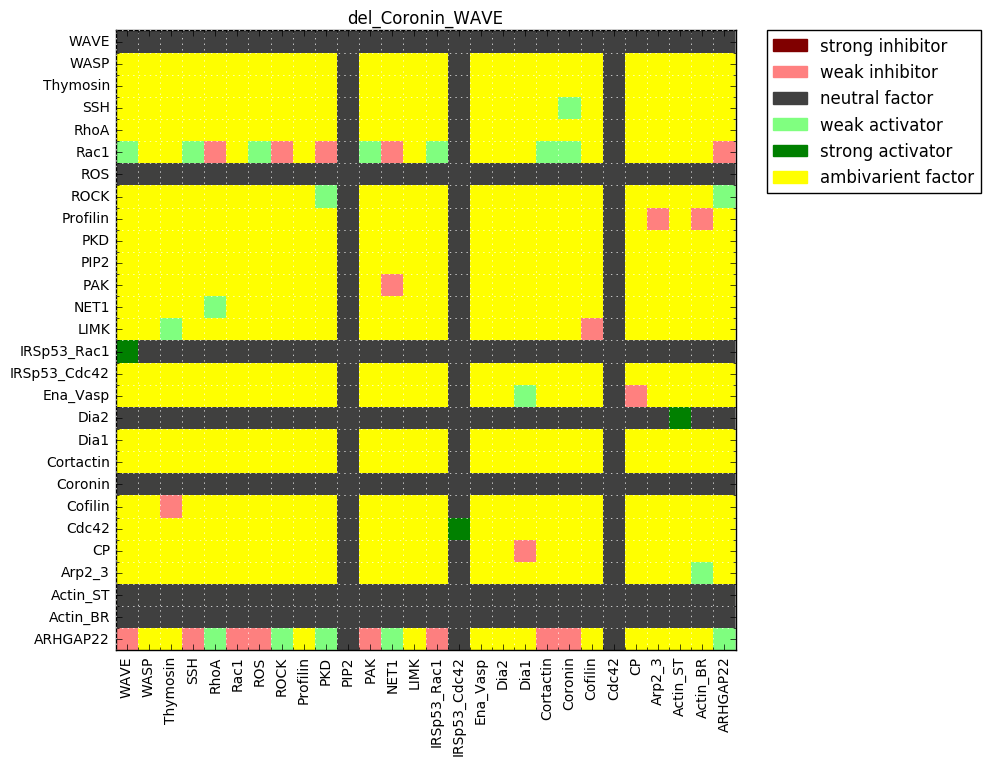 del_Coronin_WAVE
WAVE
WASP
Thymosin
SSH
RhoA
Rac1
ROS
ROCK
Profilin
PKD
PIP2
PAK
NET1
LIMK
IRSp53_Rac1
IRSp53_Cdc42
Ena_Vasp
Dia2
Dia1
Cortactin
Coronin
Cofilin
Cdc42
CP
Arp2_3
Actin_ST
Actin_BR
ARHGAP22
WAVE
WASP
Thymosin
SSH
RhoA
Rac1
ROS
ROCK
Profilin
PKD
PIP2
PAK
NET1
LIMK
IRSp53_Rac1
IRSp53_Cdc42
Ena_Vasp
Dia2
Dia1
Cortactin
Coronin
Cofilin
Cdc42
CP
Arp2_3
Actin_ST
Actin_BR
ARHGAP22
strong inhibitor
weak inhibitor
neutral factor
weak activator
strong activator
ambivarient factor